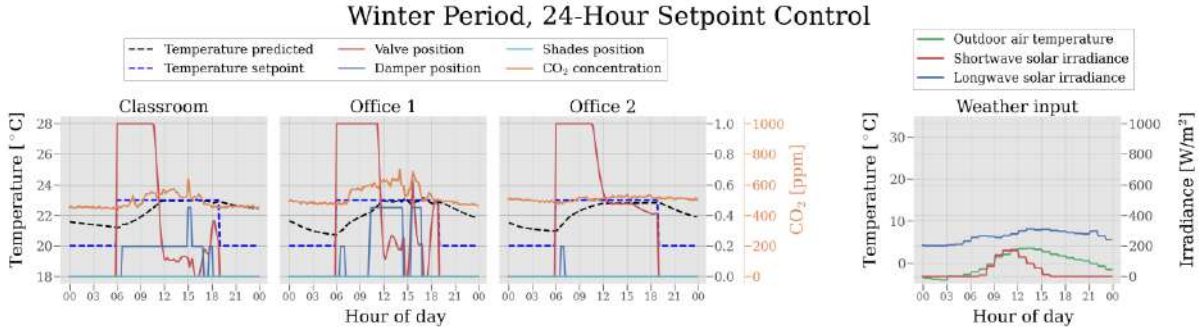 Winter Period, 24-Hour Setpoint Control
Temperature predicted Valve position Shades position
Temperature setpoint Damper position CO₂ concentration
Outdoor air temperature
Shortwave solar irradiance
Longwave solar irradiance
Classroom Office 1 Office 2 Weather input
Temperature [°C]
28
26
24
22
20
18
1.0
0.8
0.6
0.4
0.2
0.0
1000
800
600
400
200
0
CO₂ [ppm]
Temperature [°C]
30
20
10
0
1000
800
600
400
200
0
Irradiance [W/m²]
00 03 06 09 12 15 18 21 00 00 03 06 09 12 15 18 21 00 00 03 06 09 12 15 18 21 00 00 03 06 09 12 15 18 21 00
Hour of day Hour of day